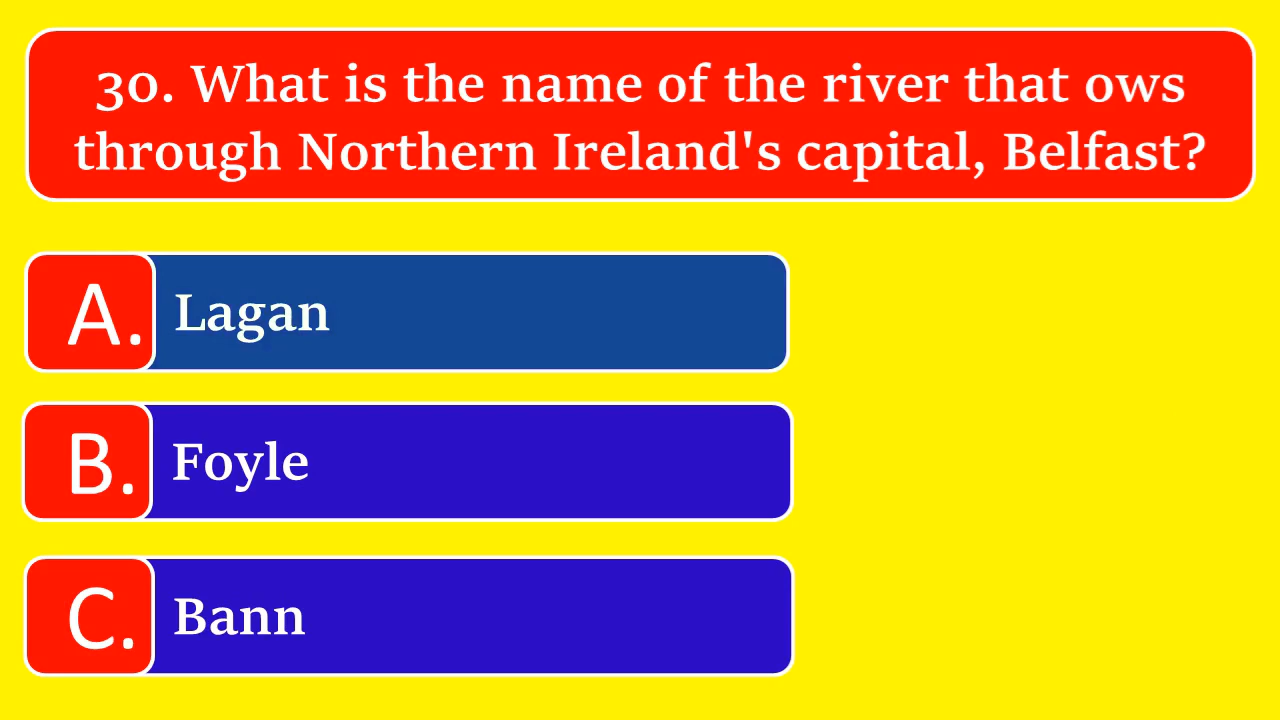 30. What is the name of the river that ows
through Northern Ireland's capital, Belfast?
A. Lagan
B. Foyle
C. Bann